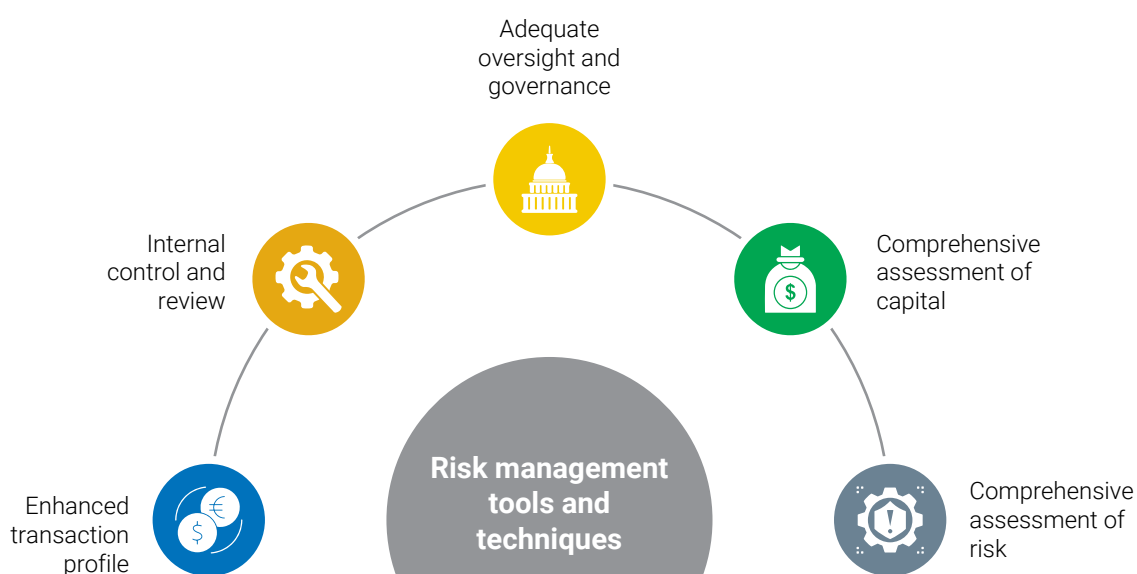 Adequate
oversight and
governance
Internal
control and
review
Comprehensive
assessment of
capital
$
Risk management
tools and
techniques
Enhanced
transaction
profile
€
$
Comprehensive
assessment of
risk